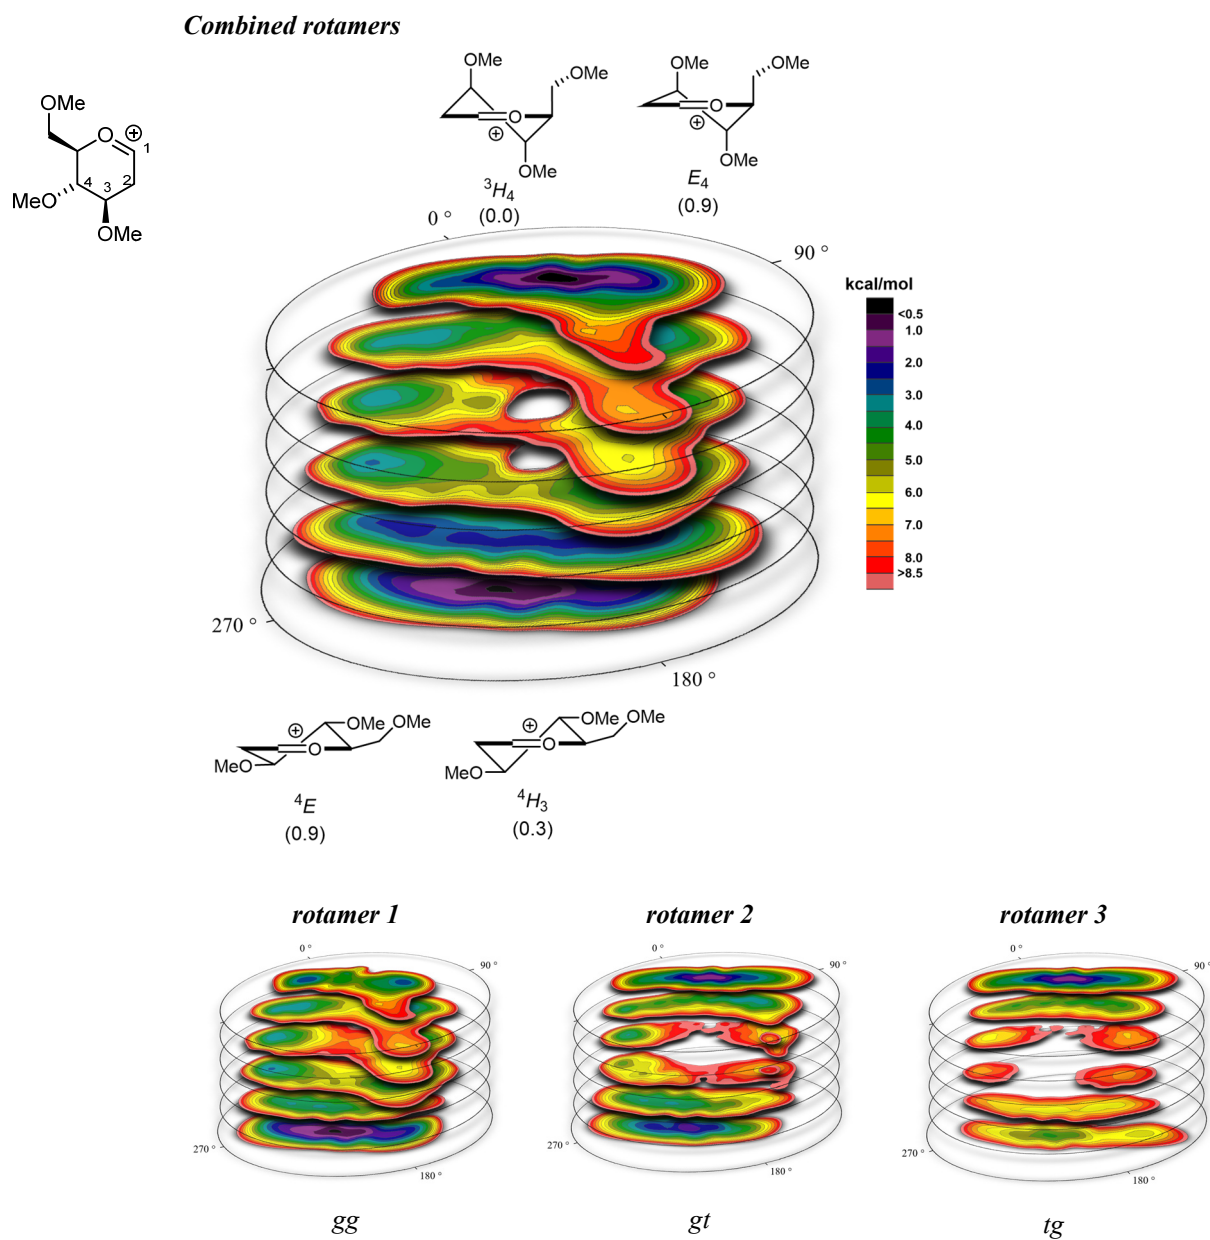 Combined rotamers
OMe
O
⊕
1
2
3
4
MeO
OMe
OMe
OMe
O
⊕
OMe
³H₄
(0.0)
OMe
OMe
O
⊕
OMe
E₄
(0.9)
0 °
90 °
270 °
180 °
kcal/mol
<0.5
1.0
2.0
3.0
4.0
5.0
6.0
7.0
8.0
>8.5
⊕
OMe
OMe
O
MeO
⁴E
(0.9)
⊕
OMe
OMe
O
MeO
⁴H₃
(0.3)
rotamer 1
0 °
90 °
270 °
180 °
gg
rotamer 2
0 °
90 °
270 °
180 °
gt
rotamer 3
0 °
90 °
270 °
180 °
tg